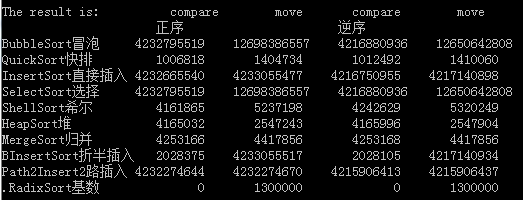 The result is: compare move compare move
正序 逆序
BubbleSort冒泡 4232795519 12698386557 4216880936 12650642808
QuickSort快排 1006818 1404734 1012492 1410060
InsertSort直接插入 4232665540 4233055477 4216750955 4217140898
SelectSort选择 4232795519 12698386557 4216880936 12650642808
ShellSort希尔 4161865 5237198 4242629 5320249
HeapSort堆 4165032 2547243 4165996 2547904
MergeSort归并 4253166 4417856 4253168 4417856
BInsertSort折半插入 2028375 4233055517 2028105 4217140934
Path2Insert2路插入 4232274644 4232274670 4215906413 4215906437
.RadixSort基数 0 1300000 0 1300000